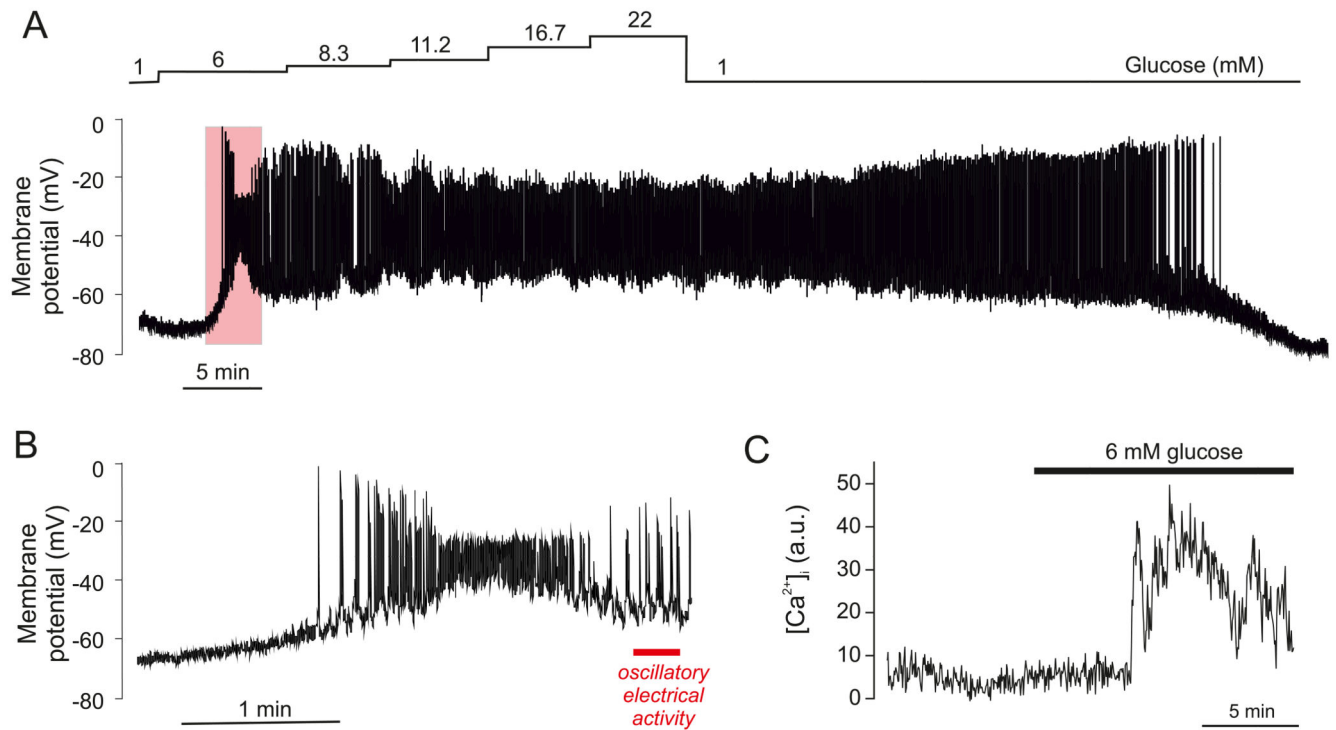 A
1
6
8.3
11.2
16.7
22
1
Glucose (mM)
Membrane
potential (mV)
0
-20
-40
-60
-80
5 min
B
Membrane
potential (mV)
0
-20
-40
-60
-80
1 min
oscillatory
electrical
activity
C
6 mM glucose
[Ca²⁺]ᵢ (a.u.)
50
40
30
20
10
0
5 min